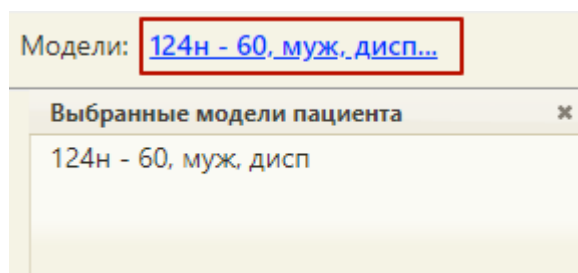 Модели: 124н - 60, муж, дисп...
Выбранные модели пациента
124н - 60, муж, дисп